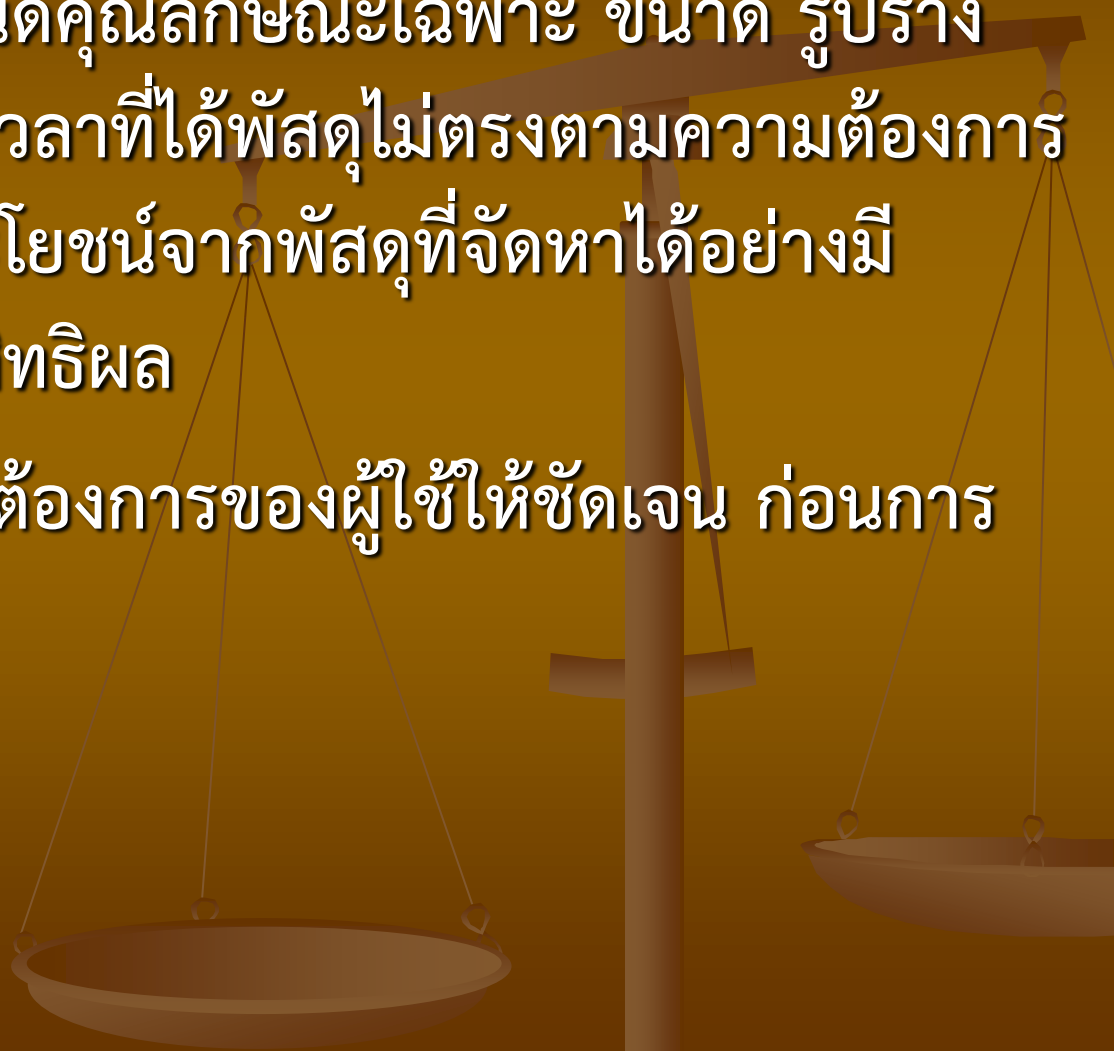 คุณลักษณะเฉพาะ ขนาด รูปร่าง
เวลาที่ได้พัสดุไม่ตรงตามความต้องการ
โยชน์จากพัสดุที่จัดหาได้อย่างมี
ทธิผล
ต้องการของผู้ใช้ให้ชัดเจน ก่อนการ